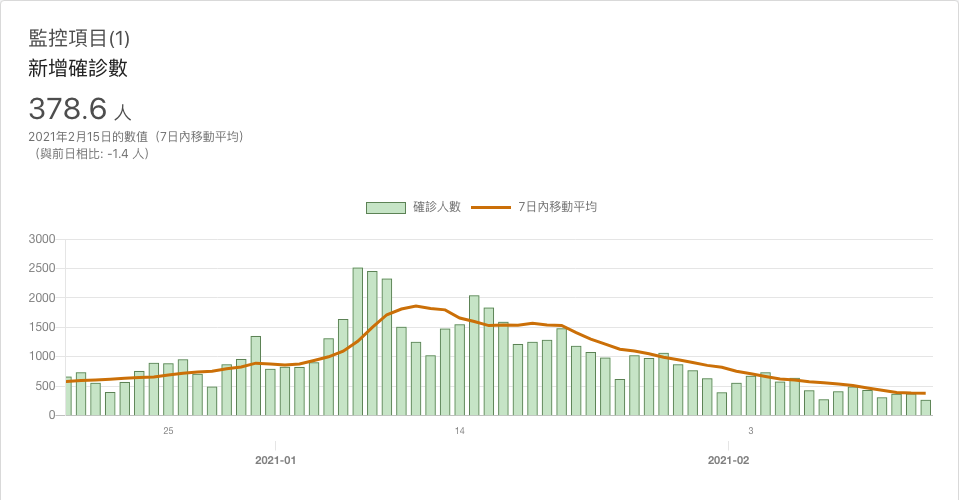 監控項目(1)
新增確診數
378.6 人
2021年2月15日的數值（7日內移動平均）
（與前日相比: -1.4 人）
確診人數 7日內移動平均
3000
2500
2000
1500
1000
500
0
25 14 3
2021-01 2021-02